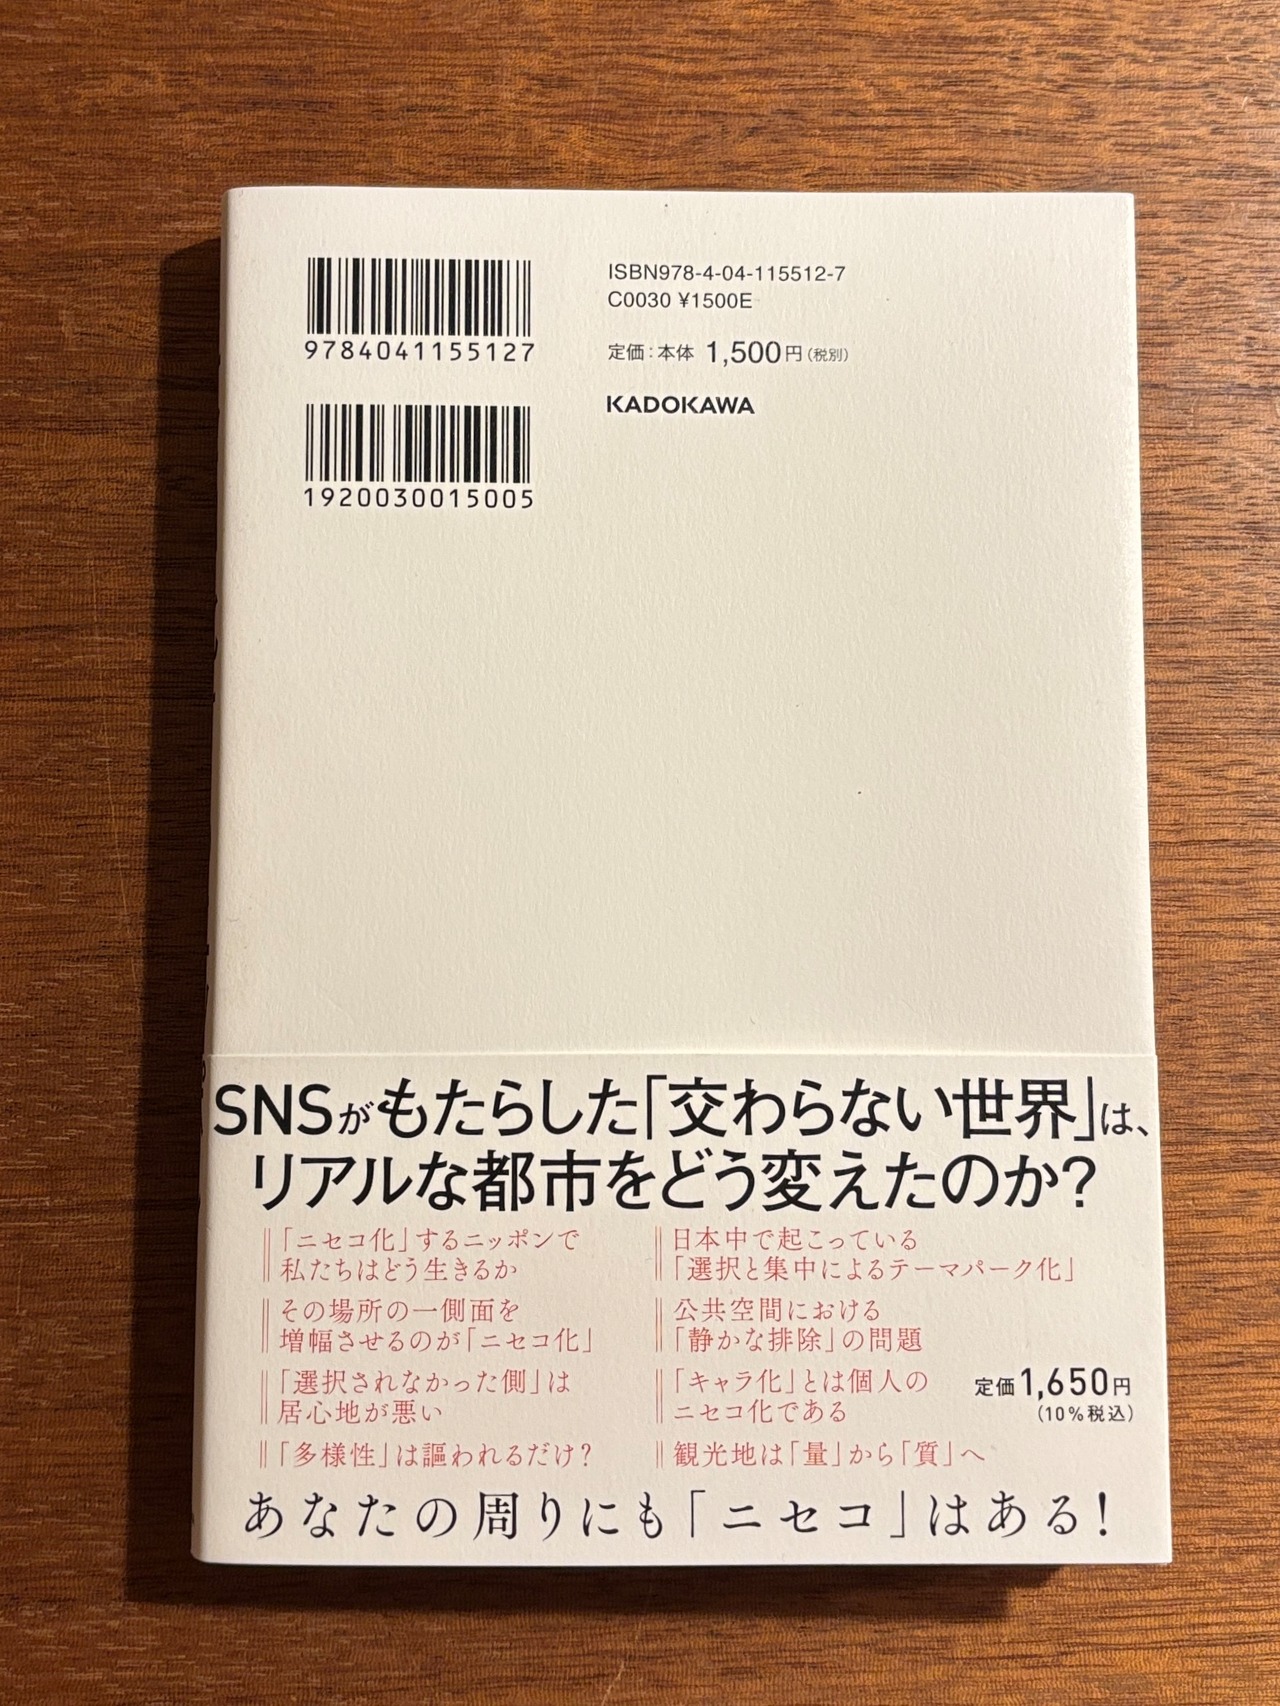 9784041155127
1920030015005
ISBN978-4-04-115512-7
C0030 ¥1500E
定価:本体 1,500円(税別)
KADOKAWA
SNSがもたらした「交わらない世界」は、
リアルな都市をどう変えたのか?
「ニセコ化」するニッポンで
私たちはどう生きるか
その場所の一側面を
増幅させるのが「ニセコ化」
「選択されなかった側」は
居心地が悪い
「多様性」は謳われるだけ?
日本中で起こっている
「選択と集中によるテーマパーク化」
公共空間における
「静かな排除」の問題
「キャラ化」とは個人の
ニセコ化である
観光地は「量」から「質」へ
定価1,650円
(10%税込)
あなたの周りにも「ニセコ」はある!